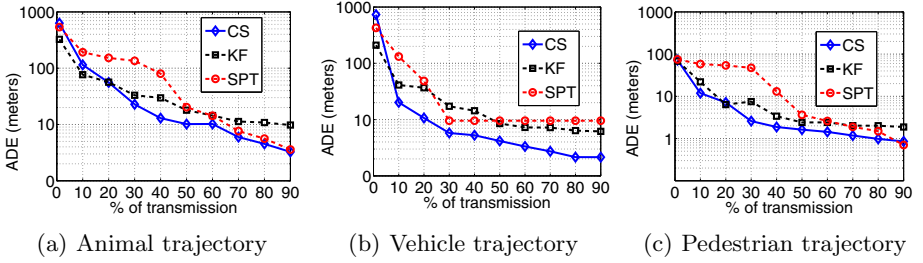 1000
100
10
0
ADE (meters)
CS
KF
SPT
0 10 20 30 40 50 60 70 80 90
% of transmission
(a) Animal trajectory
1000
100
10
0
ADE (meters)
CS
KF
SPT
0 10 20 30 40 50 60 70 80 90
% of transmission
(b) Vehicle trajectory
1000
100
10
1
ADE (meters)
CS
KF
SPT
0 10 20 30 40 50 60 70 80 90
% of transmission
(c) Pedestrian trajectory